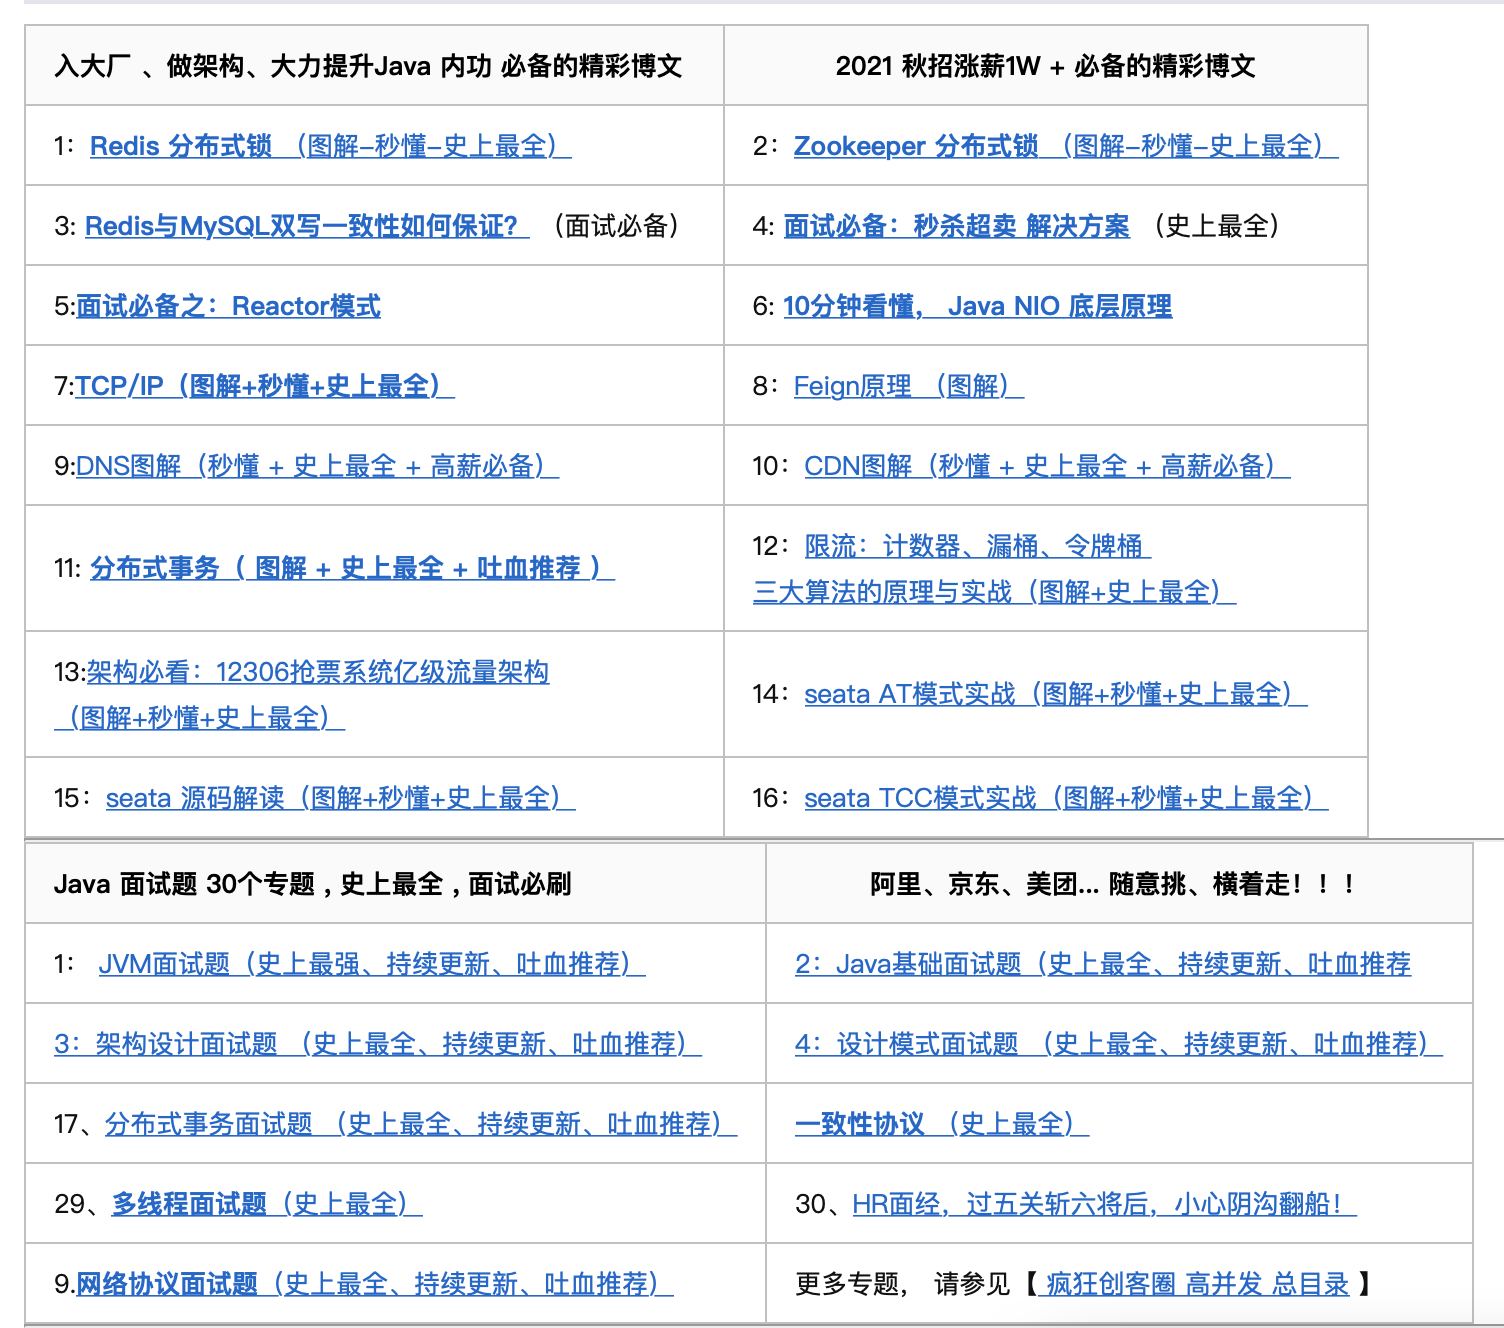 入大厂 、做架构、大力提升Java 内功 必备的精彩博文
2021 秋招涨薪1W + 必备的精彩博文
1： Redis 分布式锁 （图解-秒懂-史上最全）
2： Zookeeper 分布式锁 （图解-秒懂-史上最全）
3: Redis与MySQL双写一致性如何保证？ （面试必备）
4: 面试必备：秒杀超卖 解决方案 （史上最全）
5:面试必备之：Reactor模式
6: 10分钟看懂， Java NIO 底层原理
7:TCP/IP（图解+秒懂+史上最全）
8： Feign原理 （图解）
9:DNS图解（秒懂 + 史上最全 + 高薪必备）
10： CDN图解（秒懂 + 史上最全 + 高薪必备）
11: 分布式事务（ 图解 + 史上最全 + 吐血推荐 ）
12： 限流：计数器、漏桶、令牌桶
三大算法的原理与实战（图解+史上最全）
13:架构必看：12306抢票系统亿级流量架构
（图解+秒懂+史上最全）
14： seata AT模式实战（图解+秒懂+史上最全）
15： seata 源码解读（图解+秒懂+史上最全）
16： seata TCC模式实战（图解+秒懂+史上最全）
Java 面试题 30个专题 , 史上最全 , 面试必刷
阿里、京东、美团... 随意挑、横着走！！！
1： JVM面试题（史上最强、持续更新、吐血推荐）
2：Java基础面试题（史上最全、持续更新、吐血推荐
3：架构设计面试题 （史上最全、持续更新、吐血推荐）
4：设计模式面试题 （史上最全、持续更新、吐血推荐）
17、分布式事务面试题 （史上最全、持续更新、吐血推荐）
一致性协议 （史上最全）
29、多线程面试题（史上最全）
30、HR面经，过五关斩六将后，小心阴沟翻船！
9.网络协议面试题（史上最全、持续更新、吐血推荐）
更多专题， 请参见【 疯狂创客圈 高并发 总目录 】